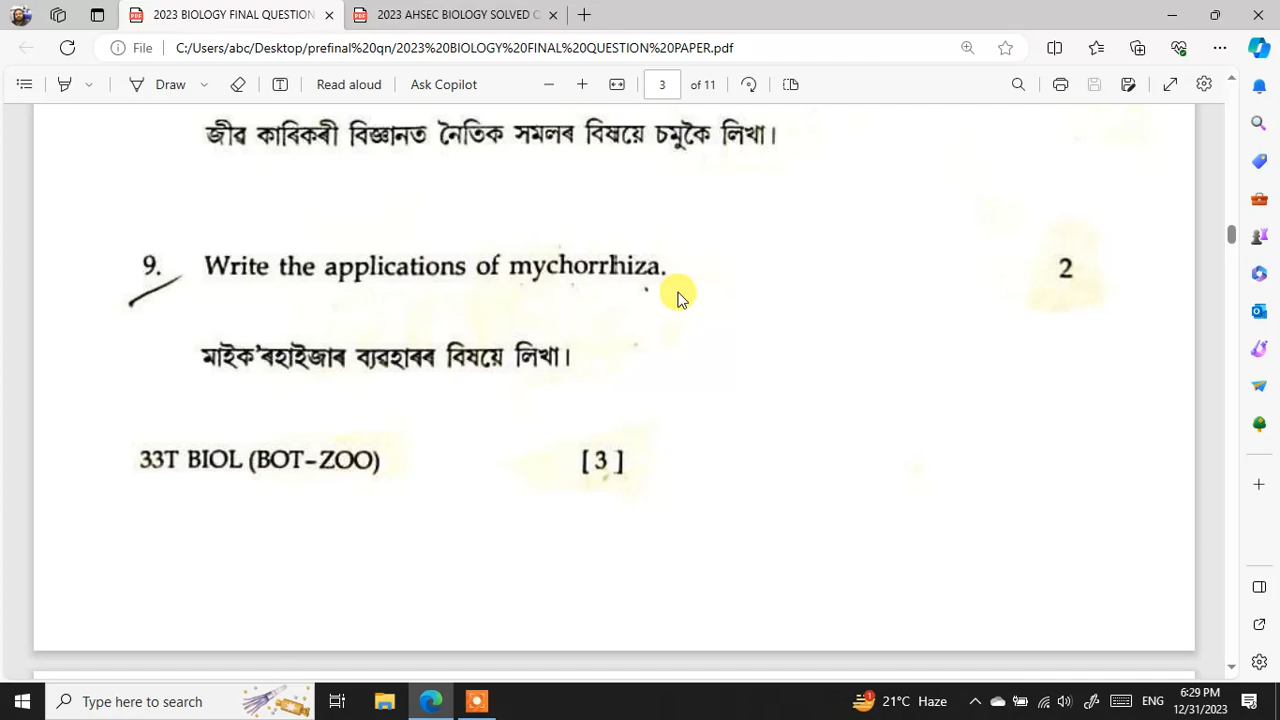 2023 BIOLOGY FINAL QUESTION
2023 AHSEC BIOLOGY SOLVED C
File
C:/Users/abc/Desktop/prefinal%20qn/2023%20BIOLOGY%20FINAL%20QUESTION%20PAPER.pdf
Draw
Read aloud
Ask Copilot
3 of 11
জীৱ কাৰিকৰী বিজ্ঞানত নৈতিক সমলৰ বিষয়ে চমুকৈ লিখা।
9. Write the applications of mychorrhiza. 2
মাইক'ৰহাইজাৰ ব্যৱহাৰৰ বিষয়ে লিখা।
33T BIOL (BOT-ZOO) [ 3 ]
Type here to search
21°C Haze
ENG
6:29 PM
12/31/2023
1